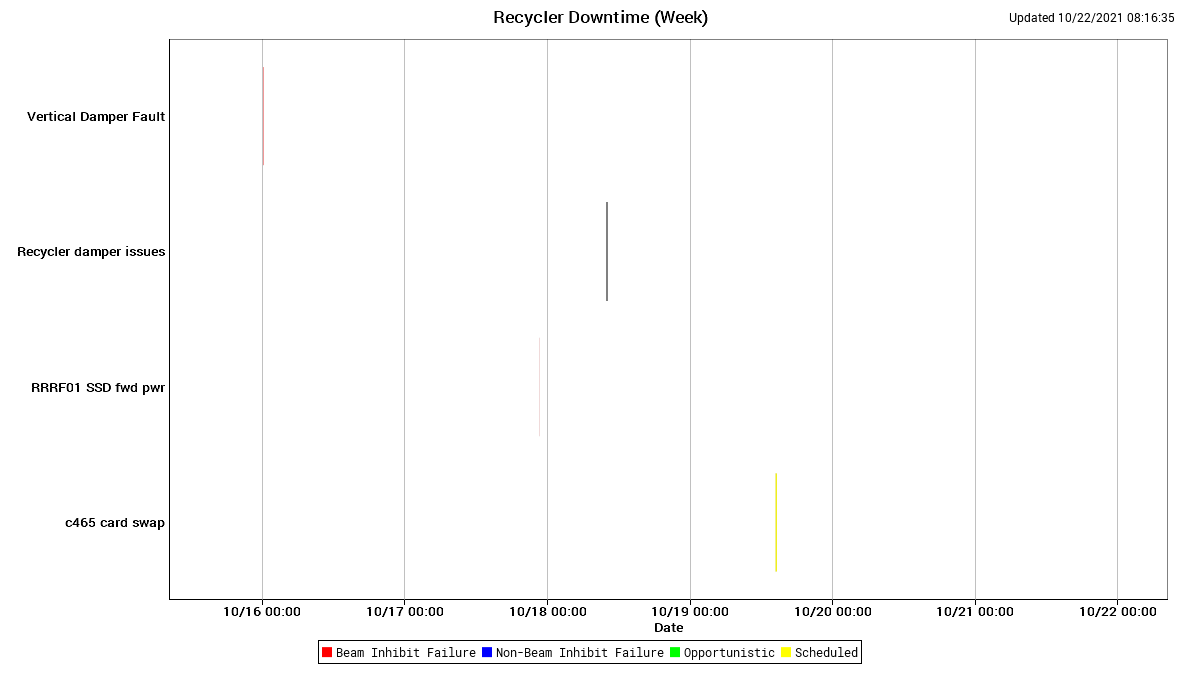 Recycler Downtime (Week)
Updated 10/22/2021 08:16:35
Vertical Damper Fault
Recycler damper issues
RRRF01 SSD fwd pwr
c465 card swap
10/16 00:00 10/17 00:00 10/18 00:00 10/19 00:00 10/20 00:00 10/21 00:00 10/22 00:00
Date
Beam Inhibit Failure Non-Beam Inhibit Failure Opportunistic Scheduled